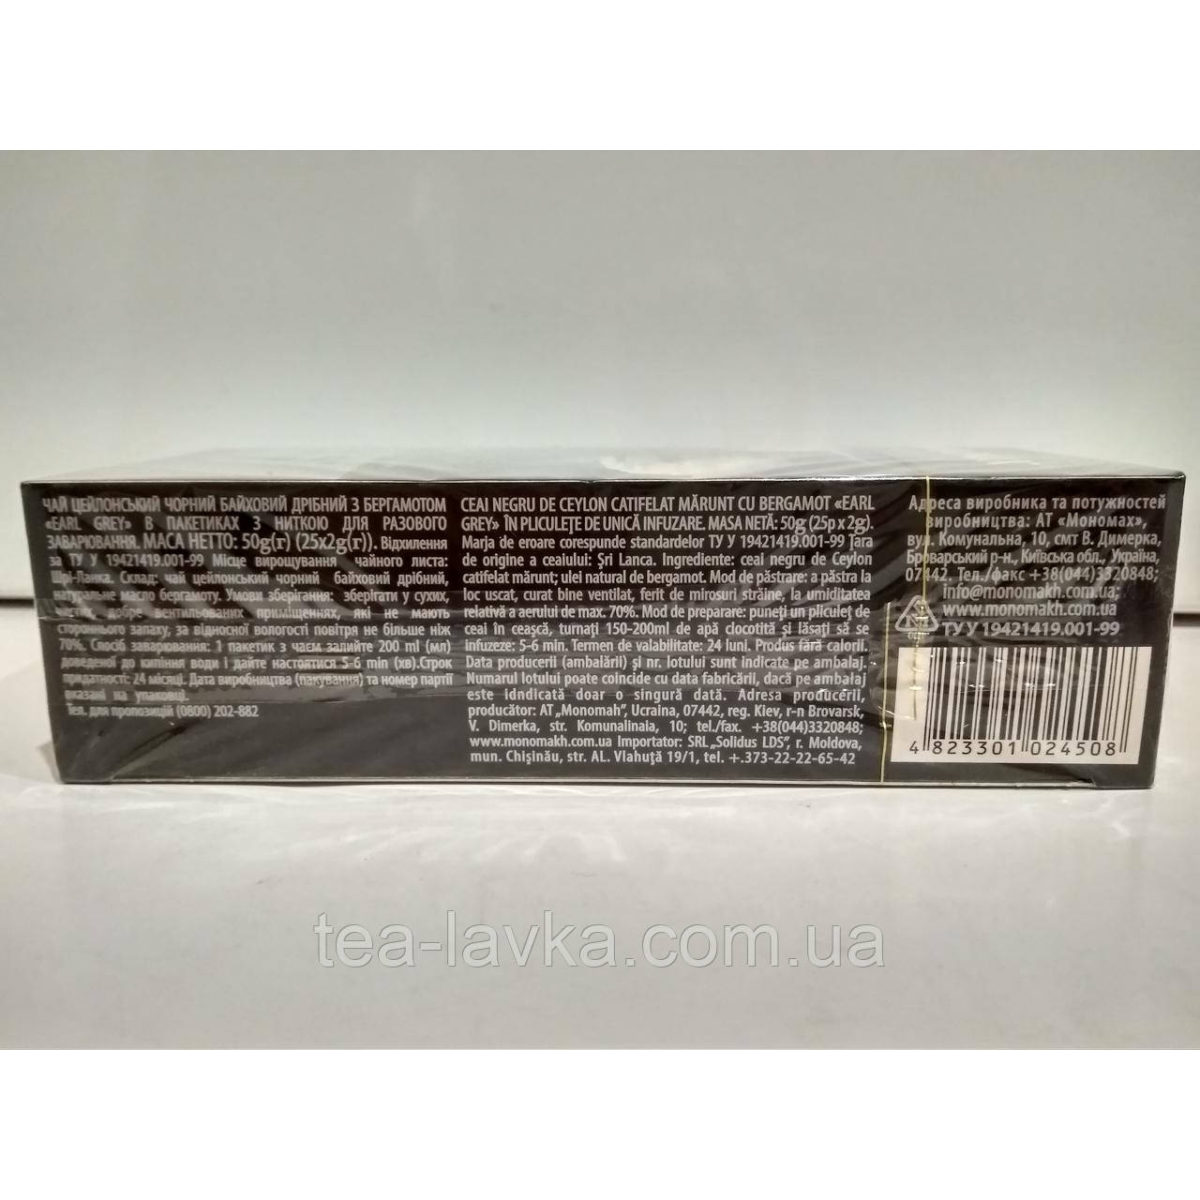 ЧАЙ ЦЕЙЛОНСЬКИЙ ЧОРНИЙ БАЙХОВИЙ ДРІБНИЙ З БЕРГАМОТОМ
«EARL GREY» В ПАКЕТИКАХ З НИТКОЮ ДЛЯ РАЗОВОГО
ЗАВАРЮВАННЯ. МАСА НЕТТО: 50g(г) (25x2g(г)). Відхилення
за ТУ У 19421419.001-99 Місце вирощування чайного листа:
Шрі-Ланка. Склад: чай цейлонський чорний байховий дрібний,
натуральне масло бергамоту. Умови зберігання: зберігати у сухих,
чистих, добре вентильованих приміщеннях, які не мають
стороннього запаху, за відносної вологості повітря не більше ніж
70%. Спосіб заварювання: 1 пакетик з чаєм залийте 200 ml (мл)
доведеної до кипіння води і дайте настоятися 5-6 min (хв). Строк
придатності: 24 місяці. Дата виробництва (пакування) та номер партії
вказані на упаковці.
Тел. для пропозицій (0800) 202-882
CEAI NEGRU DE CEYLON CATIFELAT MĂRUNT CU BERGAMOT «EARL
GREY» ÎN PLICULEȚE DE UNICĂ INFUZARE. MASA NETĂ: 50g (25p x 2g).
Marja de eroare corespunde standardelor ТУ У 19421419.001-99 Țara
de origine a ceaiului: Șri Lanca. Ingrediente: ceai negru de Ceylon
catifelat mărunt; ulei natural de bergamot. Mod de păstrare: a păstra la
loc uscat, curat bine ventilat, ferit de mirosuri străine, la umiditatea
relativă a aerului de max. 70%. Mod de preparare: puneți un pliculeț de
ceai în ceașcă, turnați 150-200ml de apă clocotită și lăsați să se
infuzeze: 5-6 min. Termen de valabilitate: 24 luni. Produs fără calorii.
Data producerii (ambalării) și nr. lotului sunt indicate pe ambalaj.
Numarul lotului poate coincide cu data fabricării, dacă pe ambalaj
este idndicată doar o singură dată. Adresa producerii,
producător: AT „Monomah”, Ucraina, 07442, reg. Kiev, r-n Brovarsk,
V. Dimerka, str. Komunalinaia, 10; tel./fax. +38(044)3320848;
www.monomakh.com.ua Importator: SRL „Solidus LDS”, r. Moldova,
mun. Chișinău, str. AL. Vlahuță 19/1, tel. +.373-22-22-65-42
Адреса виробника та потужностей
виробництва: АТ «Мономах»,
вул. Комунальна, 10, смт В. Димерка,
Броварський р-н., Київська обл., Україна,
07442. Тел./факс +38(044)3320848;
info@monomakh.com.ua;
www.monomakh.com.ua
ТУ У 19421419.001-99
4 823301 024508
tea-lavka.com.ua